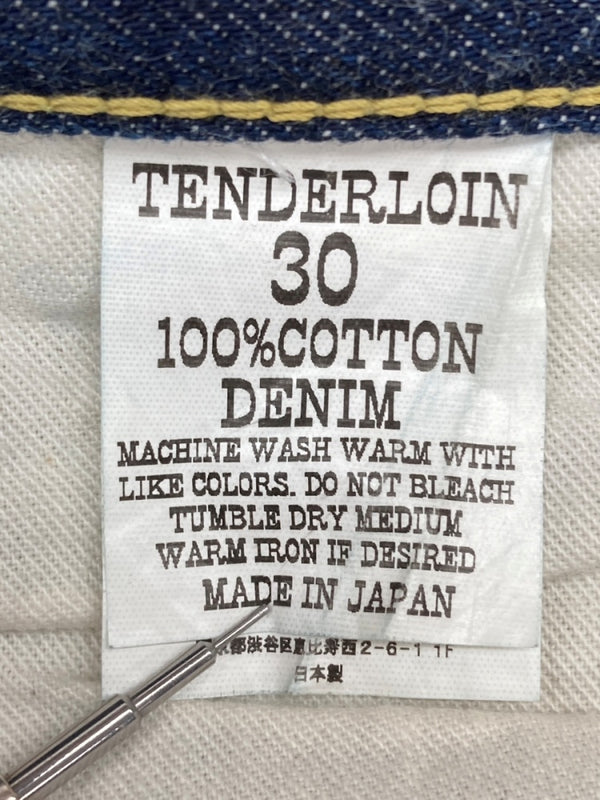 TENDERLOIN
30
100%COTTON
DENIM
MACHINE WASH WARM WITH
LIKE COLORS. DO NOT BLEACH
TUMBLE DRY MEDIUM
WARM IRON IF DESIRED
MADE IN JAPAN
京都渋谷区恵比寿西2-6-1 1F
日本製